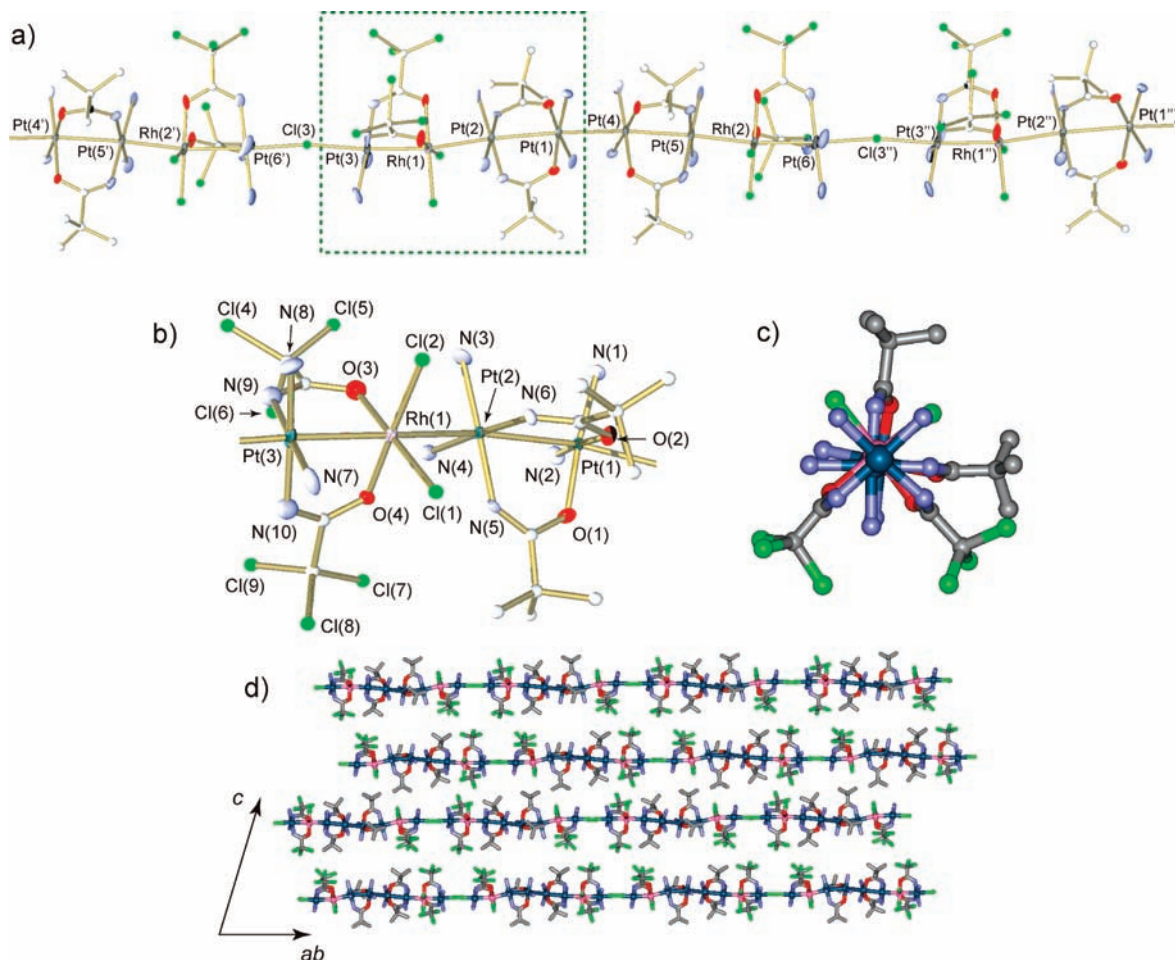 a)
Pt(4')
Pt(5')
Rh(2')
Pt(6')
Cl(3)
Pt(3)
Rh(1)
Pt(2)
Pt(1)
Pt(4)
Pt(5)
Rh(2)
Pt(6)
Cl(3'')
Pt(3'')
Rh(1'')
Pt(2'')
Pt(1'')
b)
Cl(4)
N(8)
Cl(5)
Cl(2)
N(3)
N(1)
O(3)
Pt(2)
N(9)
N(6)
Cl(6)
Rh(1)
O(2)
Pt(3)
N(4)
N(2)
Pt(1)
N(7)
Cl(1)
O(4)
N(5)
O(1)
N(10)
Cl(9)
Cl(7)
Cl(8)
c)
d)
c
ab